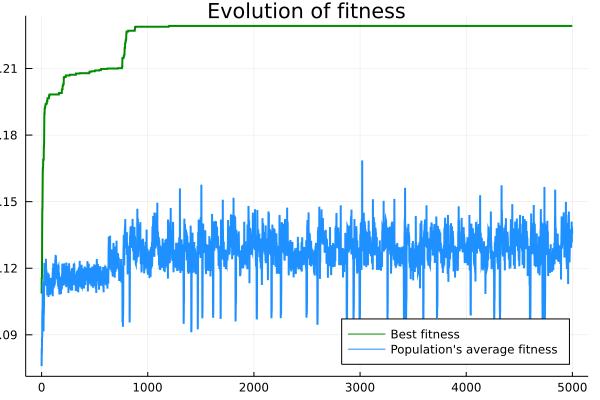 Evolution of fitness
.21
.18
.15
.12
.09
0 1000 2000 3000 4000 5000
Best fitness
Population's average fitness